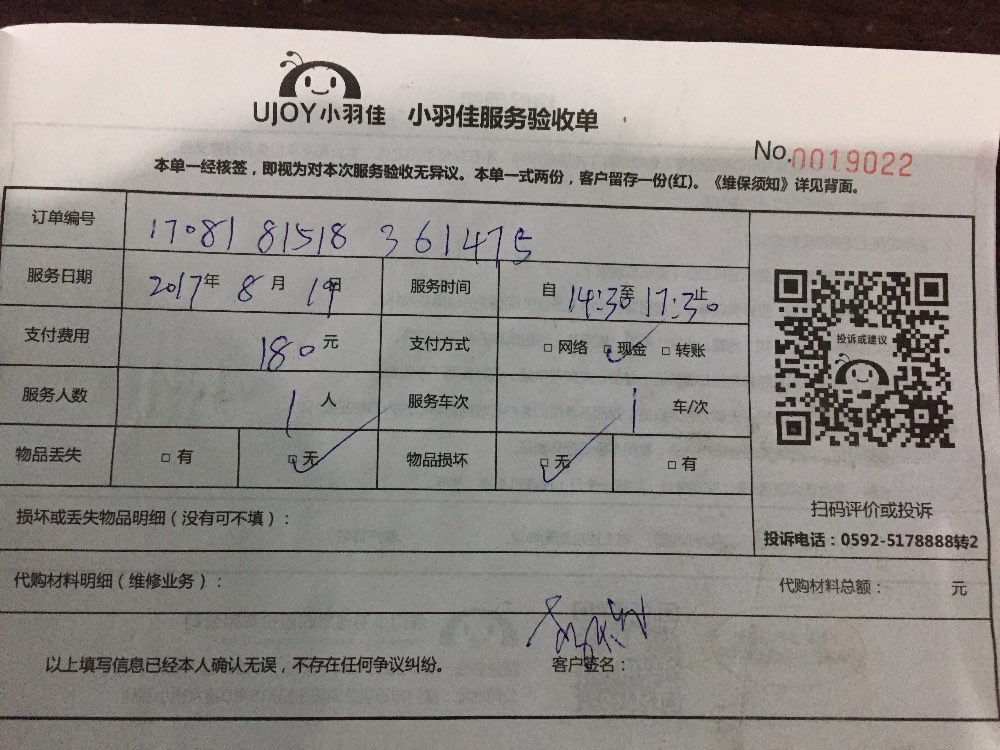 UJOY小羽佳 小羽佳服务验收单
No.0019022
本单一经核签，即视为对本次服务验收无异议。本单一式两份，客户留存一份(红)。《维保须知》详见背面。
订单编号 1708181518361475
服务日期 2017年 8月 19日 服务时间 自 14:30至 17:30止
投诉或建议
支付费用 180元 支付方式 □网络 □现金 □转账
服务人数 1人 服务车次 1车/次
物品丢失 □有 □无 物品损坏 □无 □有
扫码评价或投诉
损坏或丢失物品明细（没有可不填）：
投诉电话：0592-5178888转2
代购材料明细（维修业务）： 代购材料总额： 元
以上填写信息已经本人确认无误，不存在任何争议纠纷。 客户签名：